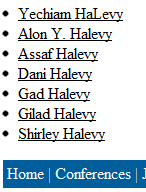 Yechiam HaLevy
Alon Y. Halevy
Assaf Halevy
Dani Halevy
Gad Halevy
Gilad Halevy
Shirley Halevy
Home | Conferences |